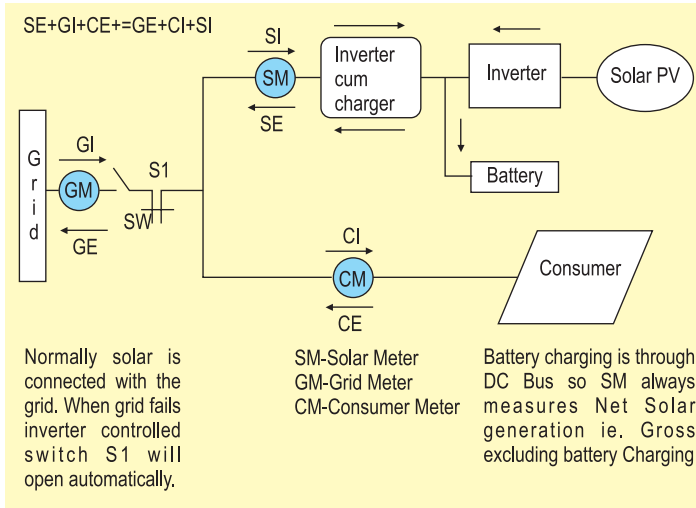 SE+GI+CE+=GE+CI+SI
SI
SM
SE
Inverter
cum
charger
Inverter
Solar PV
Battery
G
r
i
d
GI
GM
GE
S1
SW
CI
CM
CE
Consumer
Normally solar is
connected with the
grid. When grid fails
inverter controlled
switch S1 will
open automatically.
SM-Solar Meter
GM-Grid Meter
CM-Consumer Meter
Battery charging is through
DC Bus so SM always
measures Net Solar
generation ie. Gross
excluding battery Charging